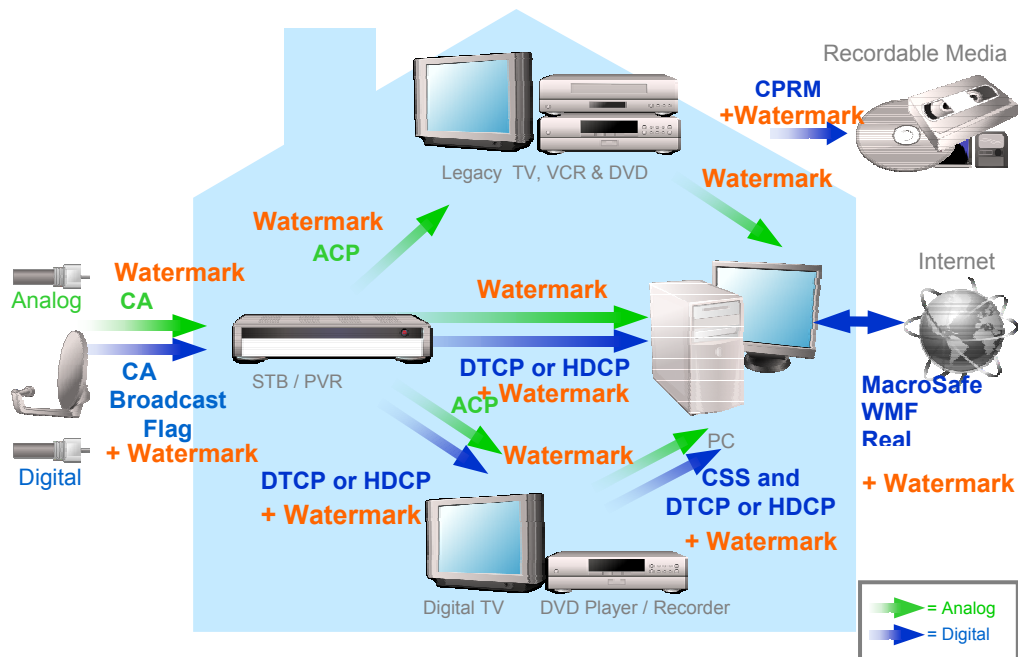 Recordable Media
CPRM
+Watermark
Legacy TV, VCR & DVD
Watermark
Watermark
ACP
Watermark
Analog
CA
Watermark
Internet
STB / PVR
CA
Broadcast
Flag
+ Watermark
Digital
DTCP or HDCP
+ Watermark
ACP
MacroSafe
WMF
Real
+ Watermark
PC
Watermark
DTCP or HDCP
+ Watermark
CSS and
DTCP or HDCP
+ Watermark
Digital TV
DVD Player / Recorder
= Analog
= Digital